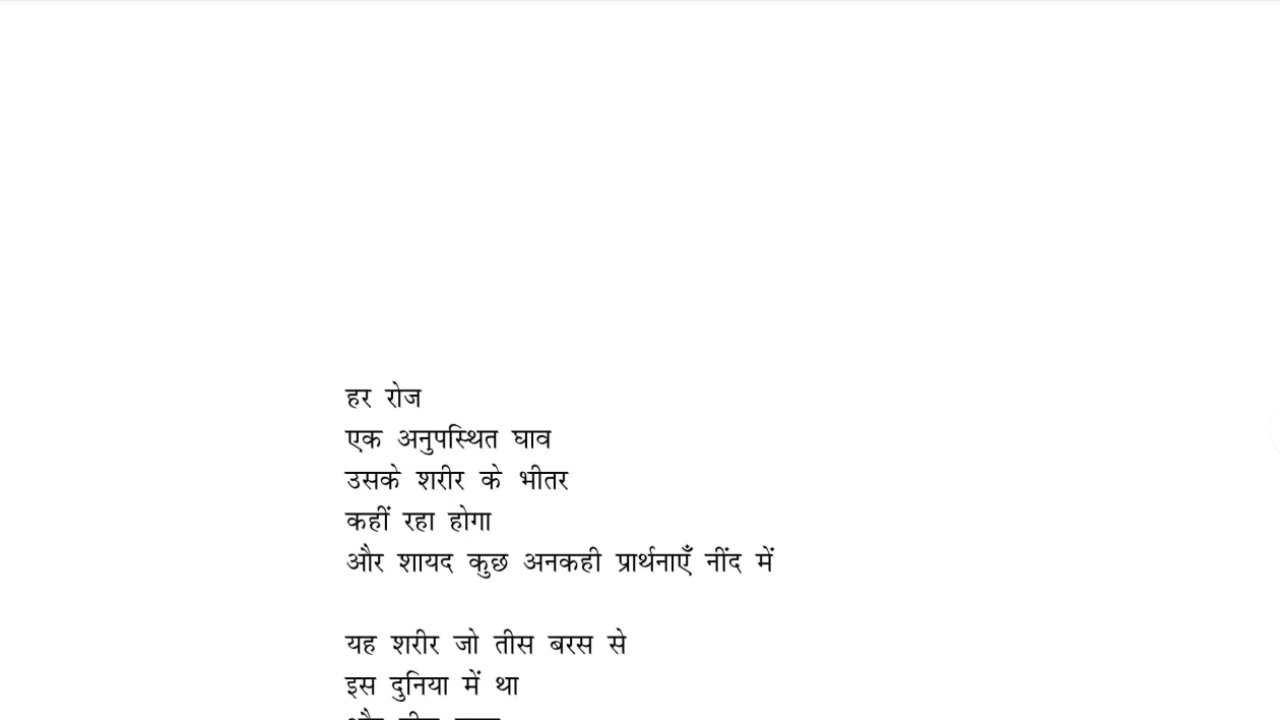 हर रोज
एक अनुपस्थित घाव
उसके शरीर के भीतर
कहीं रहा होगा
और शायद कुछ अनकही प्रार्थनाएँ नींद में
यह शरीर जो तीस बरस से
इस दुनिया में था